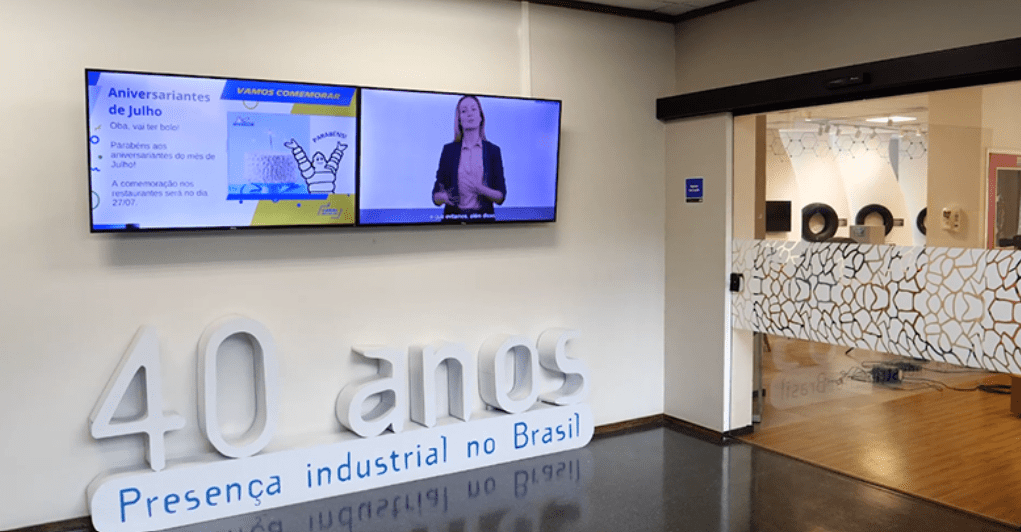 Aniversariantes
de Julho
Oba, vai ter bolo!
Parabéns aos
aniversariantes do mês de
Julho!
A comemoração nos
restaurantes será no dia
27/07.
VAMOS COMEMORAR
PARABÉNS!
40 anos
Presença industrial no Brasil